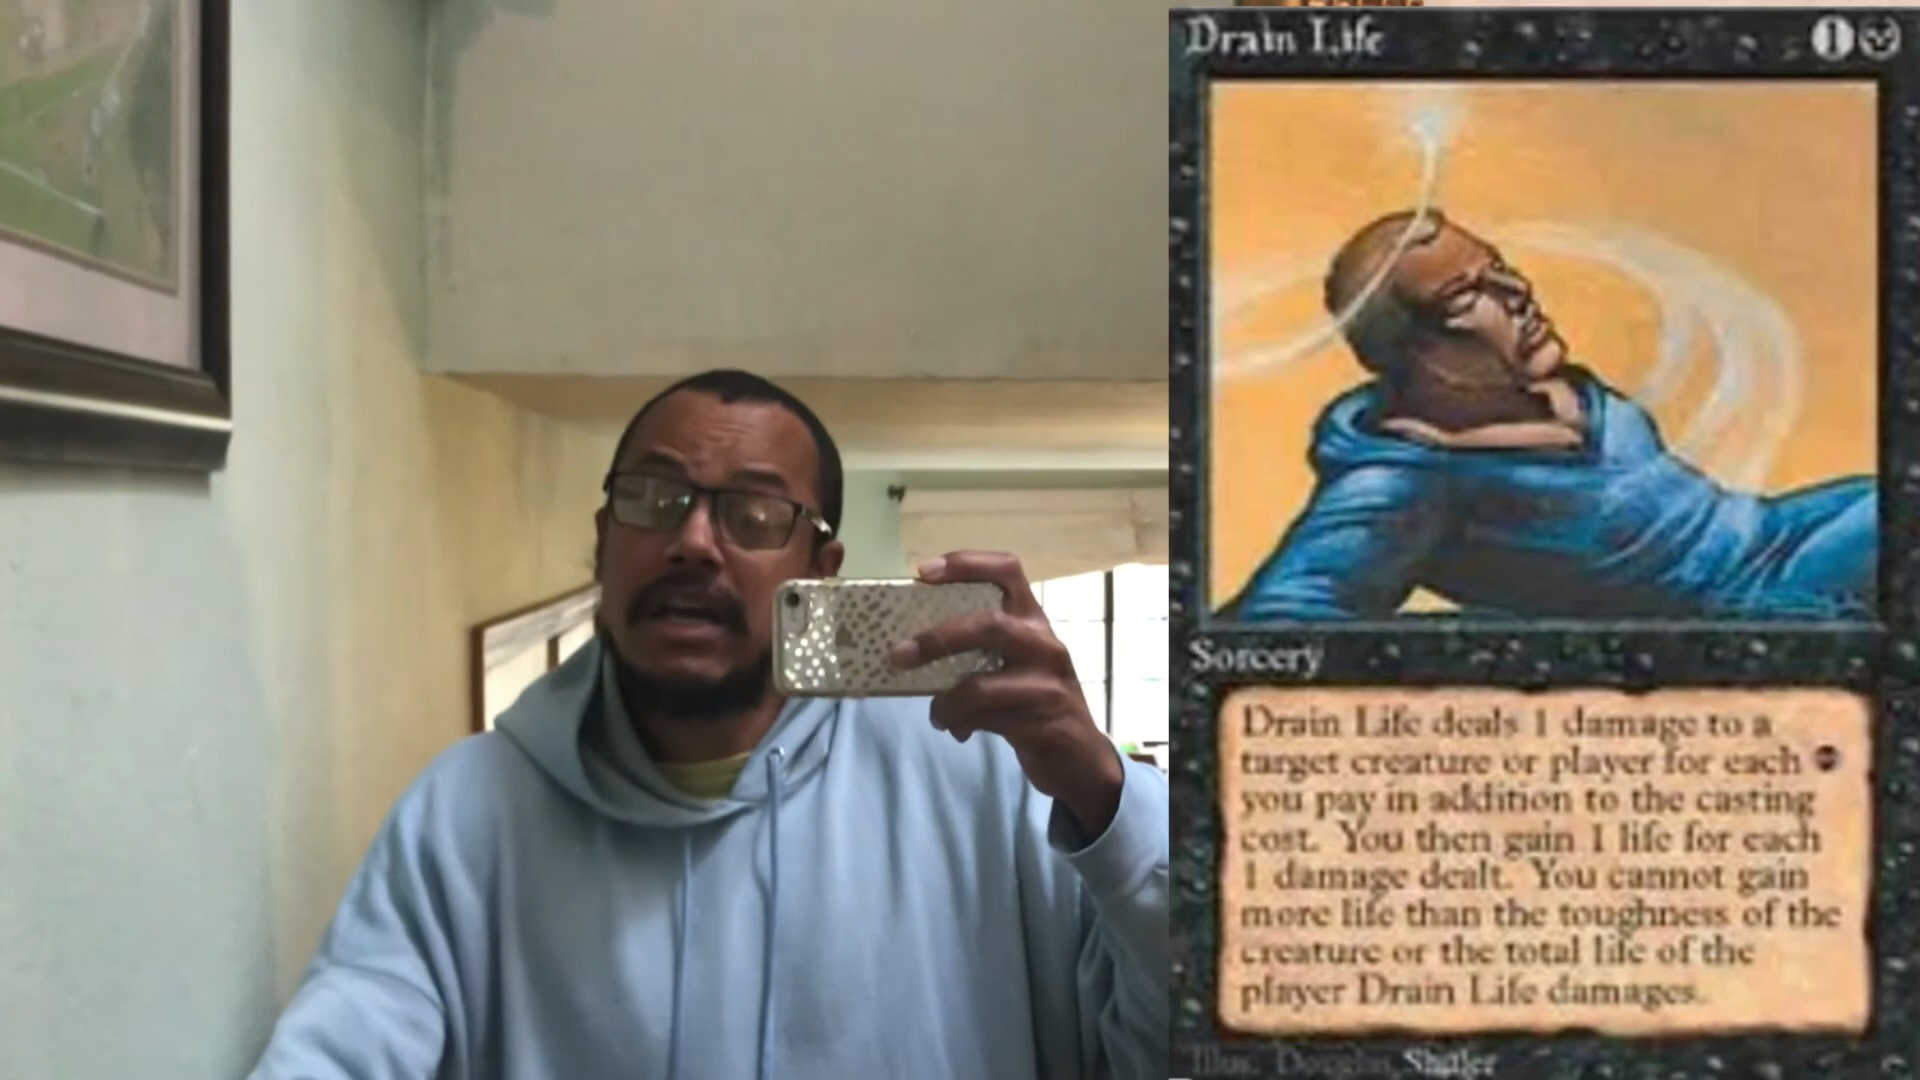 Drain Life 1
Sorcery
Drain Life deals 1 damage to a
target creature or player for each
you pay in addition to the casting
cost. You then gain 1 life for each
1 damage dealt. You cannot gain
more life than the toughness of the
creature or the total life of the
player Drain Life damages.
Illus. Douglas Shuler